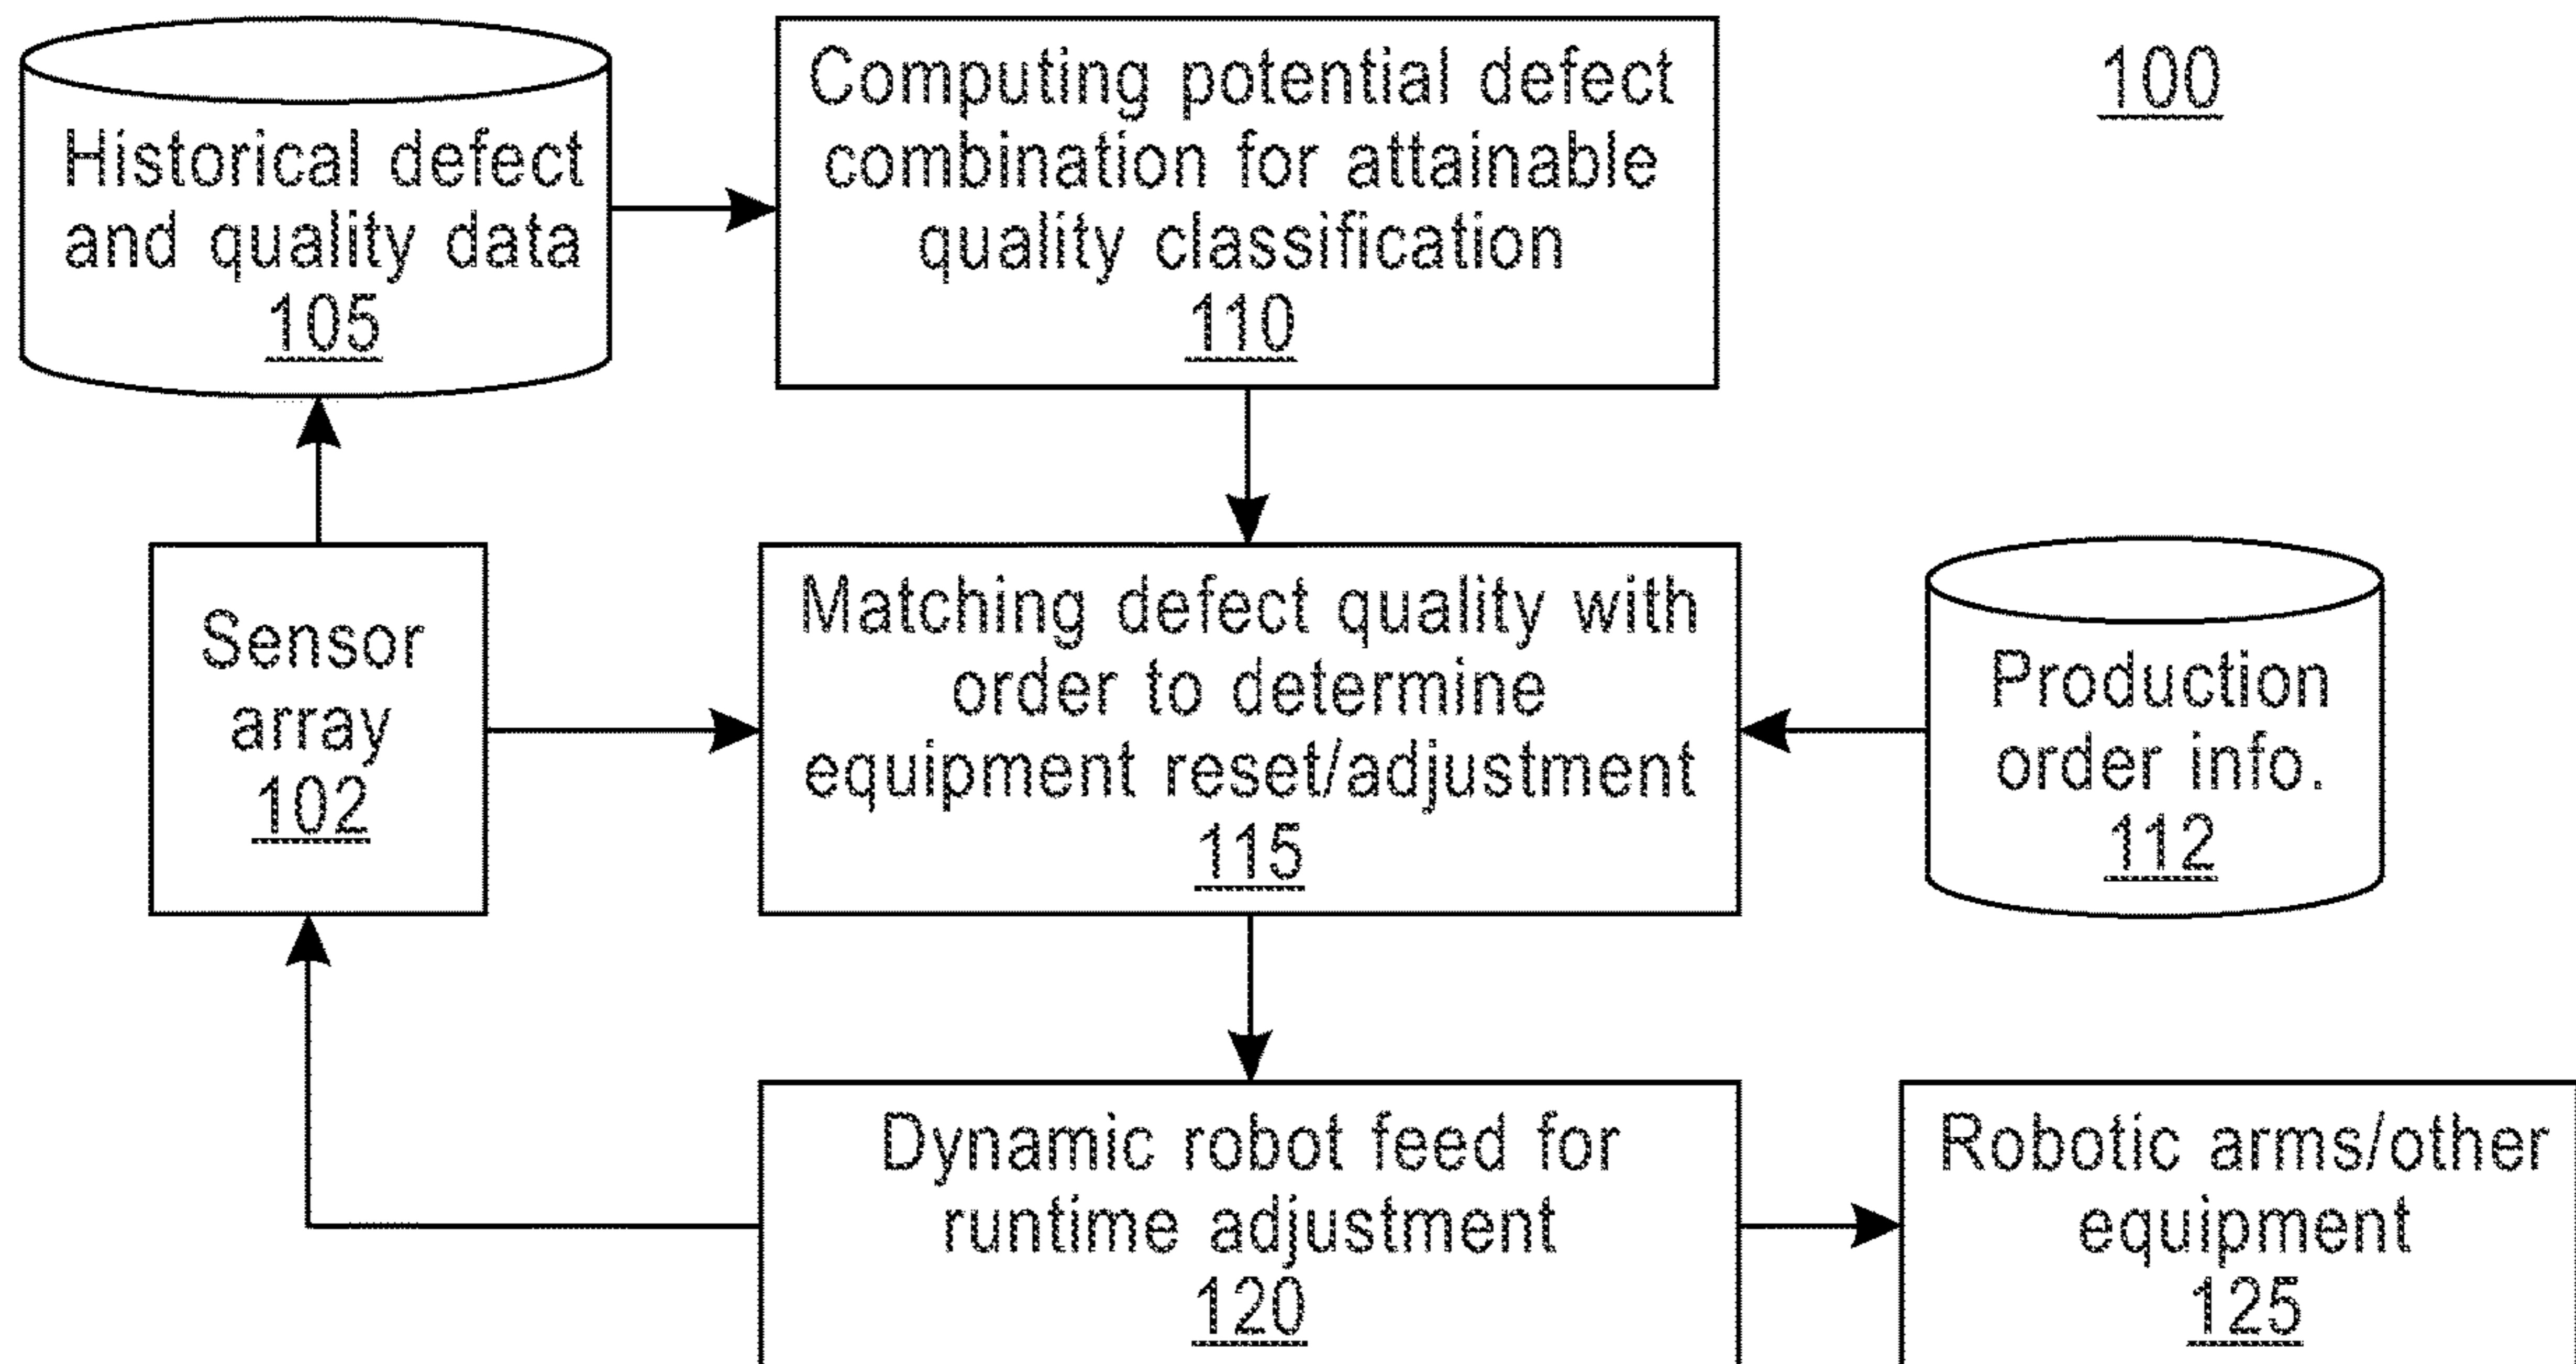 Historical defect
and quality data
105
Computing potential defect
combination for attainable
quality classification
110
100
Sensor
array
102
Matching defect quality with
order to determine
equipment reset/adjustment
115
Production
order info.
112
Dynamic robot feed for
runtime adjustment
120
Robotic arms/other
equipment
125